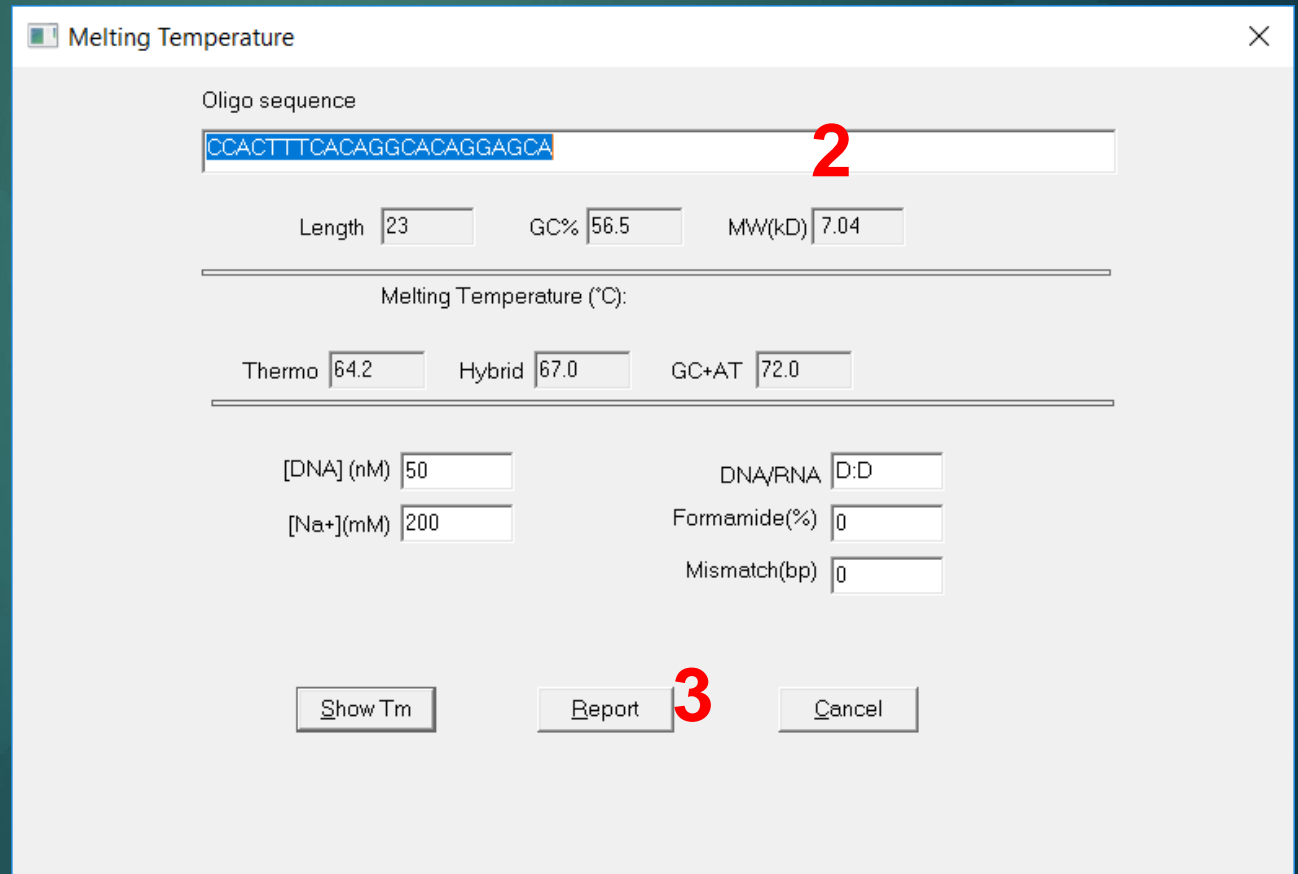 Melting Temperature
Oligo sequence
CCACTTTCACAGGCACAGGAGCA 2
Length 23 GC% 56.5 MW(kD) 7.04
Melting Temperature (°C):
Thermo 64.2 Hybrid 67.0 GC+AT 72.0
[DNA] (nM) 50 DNA/RNA D:D
[Na+](mM) 200 Formamide(%) 0
Mismatch(bp) 0
Show Tm Report 3 Cancel